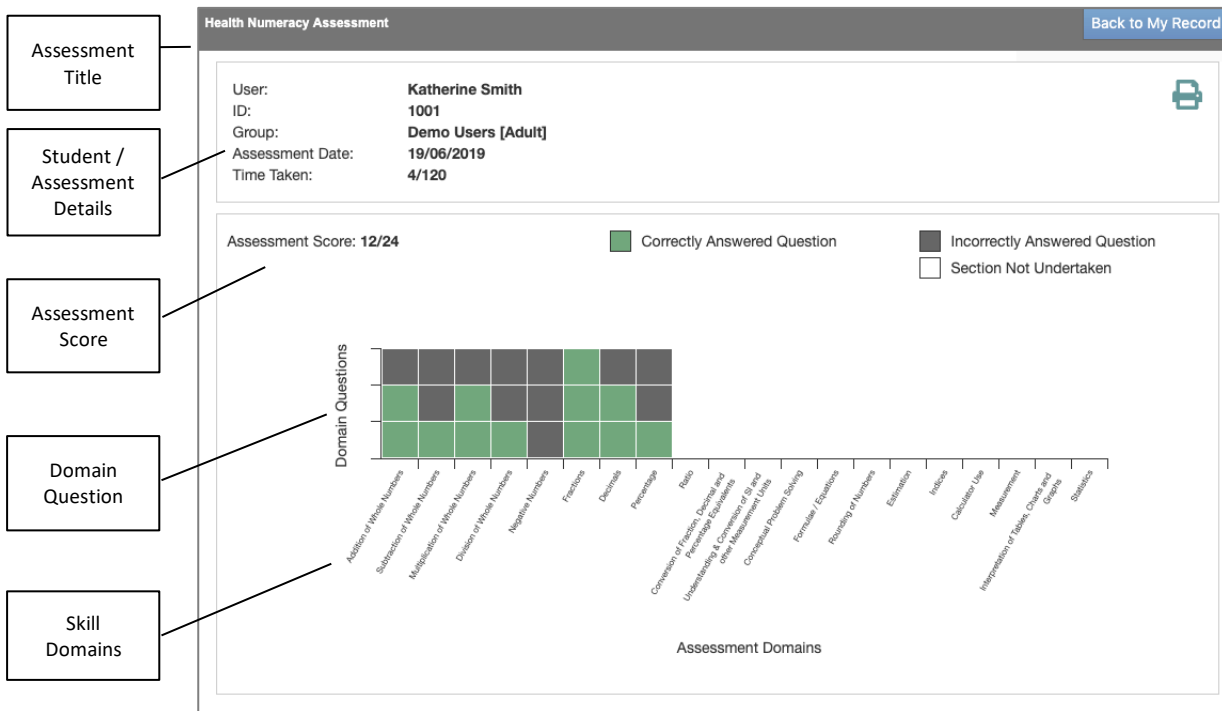 Health Numeracy Assessment
Back to My Record
Assessment
Title
User: Katherine Smith
ID: 1001
Group: Demo Users [Adult]
Assessment Date: 19/06/2019
Time Taken: 4/120
Student /
Assessment
Details
Assessment Score: 12/24
Correctly Answered Question
Incorrectly Answered Question
Section Not Undertaken
Assessment
Score
Domain Questions
Domain
Question
Addition of Whole Numbers
Subtraction of Whole Numbers
Multiplication of Whole Numbers
Division of Whole Numbers
Negative Numbers
Fractions
Decimals
Percentage
Ratio
Conversion of Fraction, Decimal and
Percentage Equivalents
Understanding & Conversion of SI and
other Measurement Units
Conceptual Problem Solving
Formulae / Equations
Rounding of Numbers
Estimation
Indices
Calculator Use
Measurement
Interpretation of Tables, Charts and
Graphs
Statistics
Skill
Domains
Assessment Domains